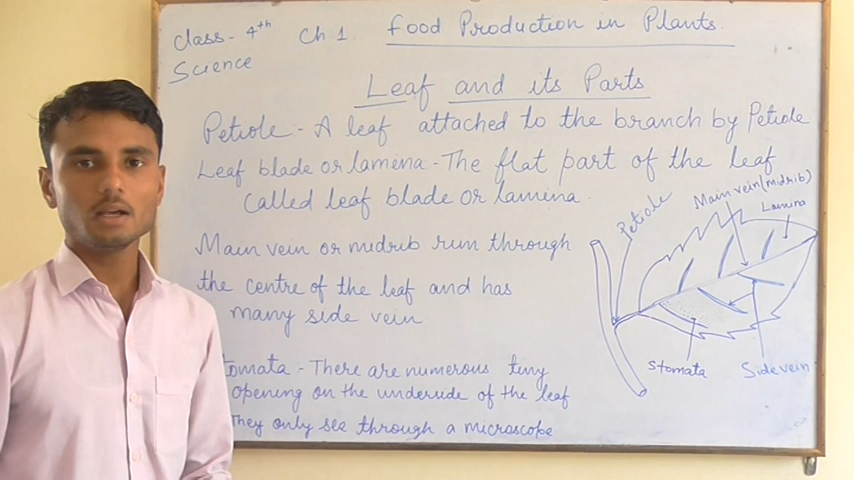 class - 4th Ch 1. Food Production in Plants.
Science
Leaf and its Parts
Petiole - A leaf attached to the branch by Petiole
Leaf blade or lamena - The flat part of the leaf
called leaf blade or lamina.
Main vein or midrib run through
the centre of the leaf and has
many side vein
tomata - There are numerous tiny
opening on the underside of the leaf
They only see through a microscope
Petiole
Main vein (midrib)
Lamina
Stomata
Side vein